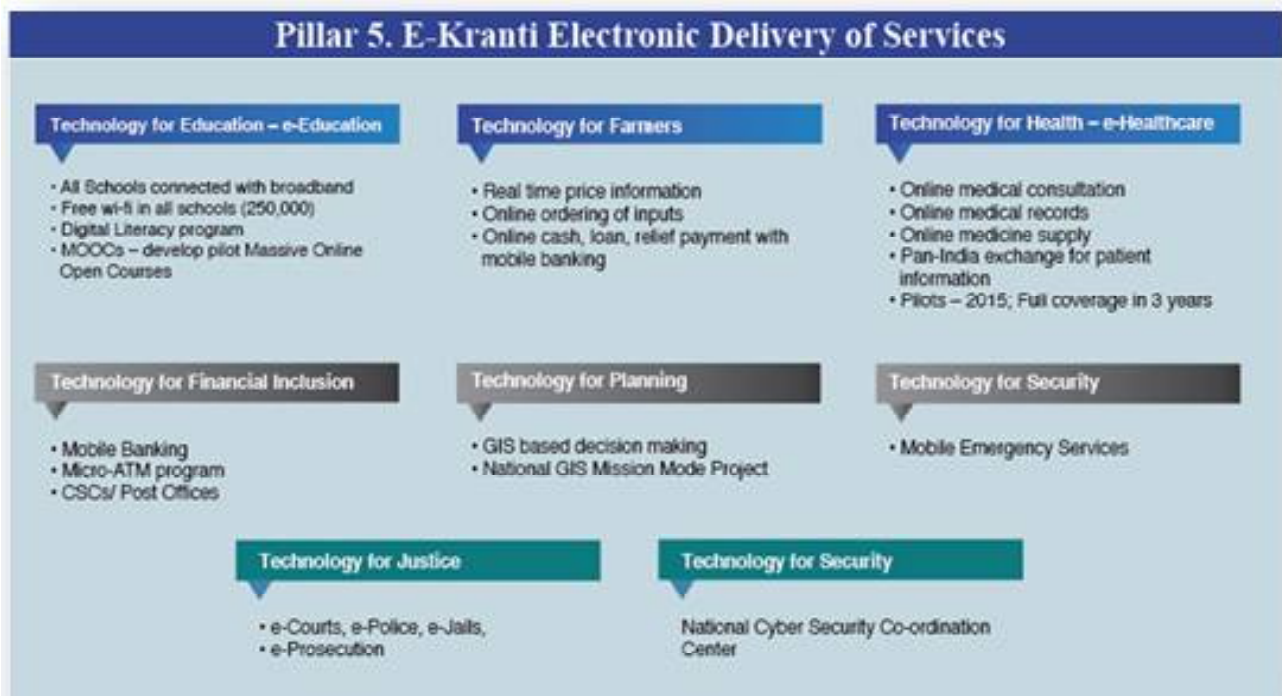 Pillar 5. E-Kranti Electronic Delivery of Services
Technology for Education – e-Education
• All Schools connected with broadband
• Free wi-fi in all schools (250,000)
• Digital Literacy program
• MOOCs – develop pilot Massive Online
Open Courses
Technology for Farmers
• Real time price information
• Online ordering of inputs
• Online cash, loan, relief payment with
mobile banking
Technology for Health – e-Healthcare
• Online medical consultation
• Online medical records
• Online medicine supply
• Pan-India exchange for patient
information
• Pilots – 2015; Full coverage in 3 years
Technology for Financial Inclusion
• Mobile Banking
• Micro-ATM program
• CSCs/ Post Offices
Technology for Planning
• GIS based decision making
• National GIS Mission Mode Project
Technology for Security
• Mobile Emergency Services
Technology for Justice
• e-Courts, e-Police, e-Jails,
• e-Prosecution
Technology for Security
National Cyber Security Co-ordination
Center